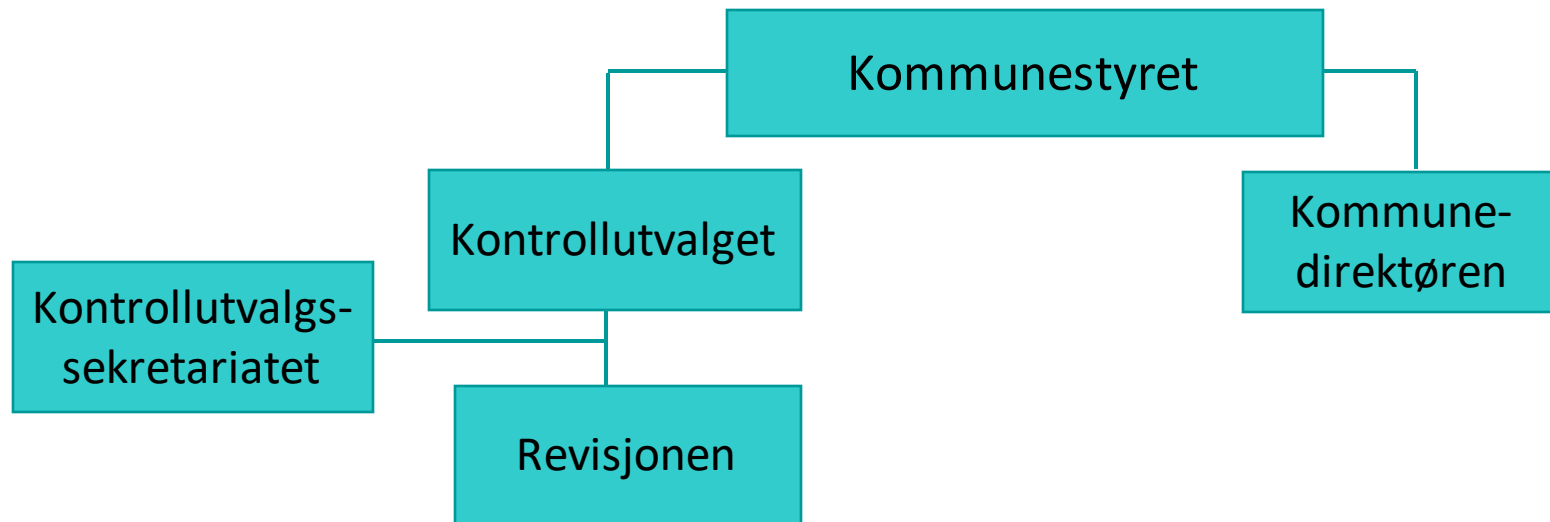 Kommunestyret
Kontrollutvalget
Kommune-
direktøren
Kontrollutvalgs-
sekretariatet
Revisjonen